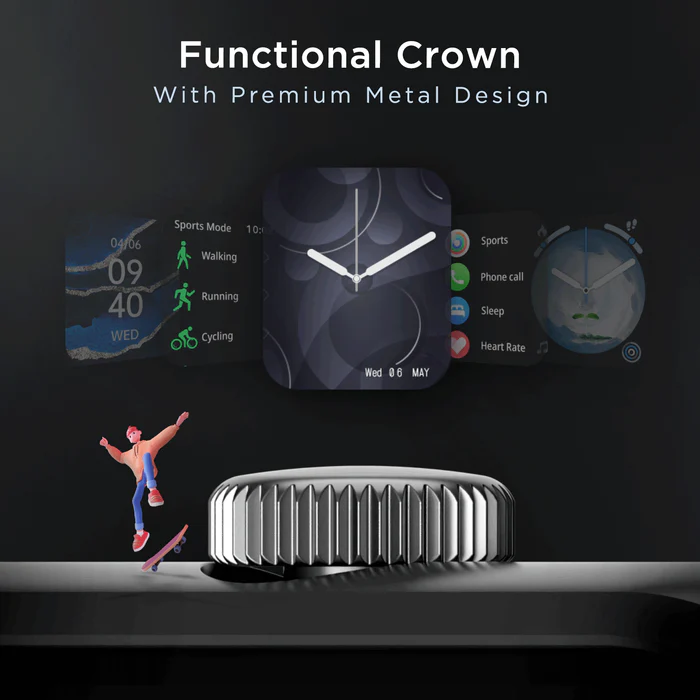 Functional Crown
With Premium Metal Design
04/06
09
40
WED
Sports Mode
Walking
Running
Cycling
Wed 06 MAY
Sports
Phone call
Sleep
Heart Rate